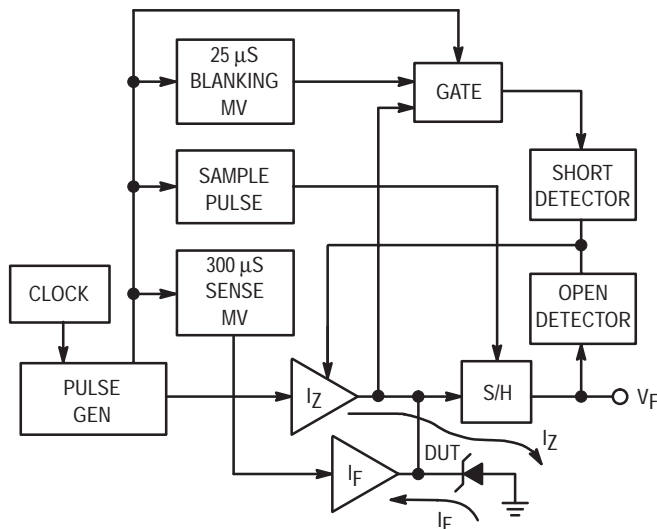 25 μS
BLANKING
MV
GATE
SAMPLE
PULSE
SHORT
DETECTOR
300 μS
SENSE
MV
CLOCK
OPEN
DETECTOR
PULSE
GEN
IZ
S/H
VF
IZ
DUT
IF
IF